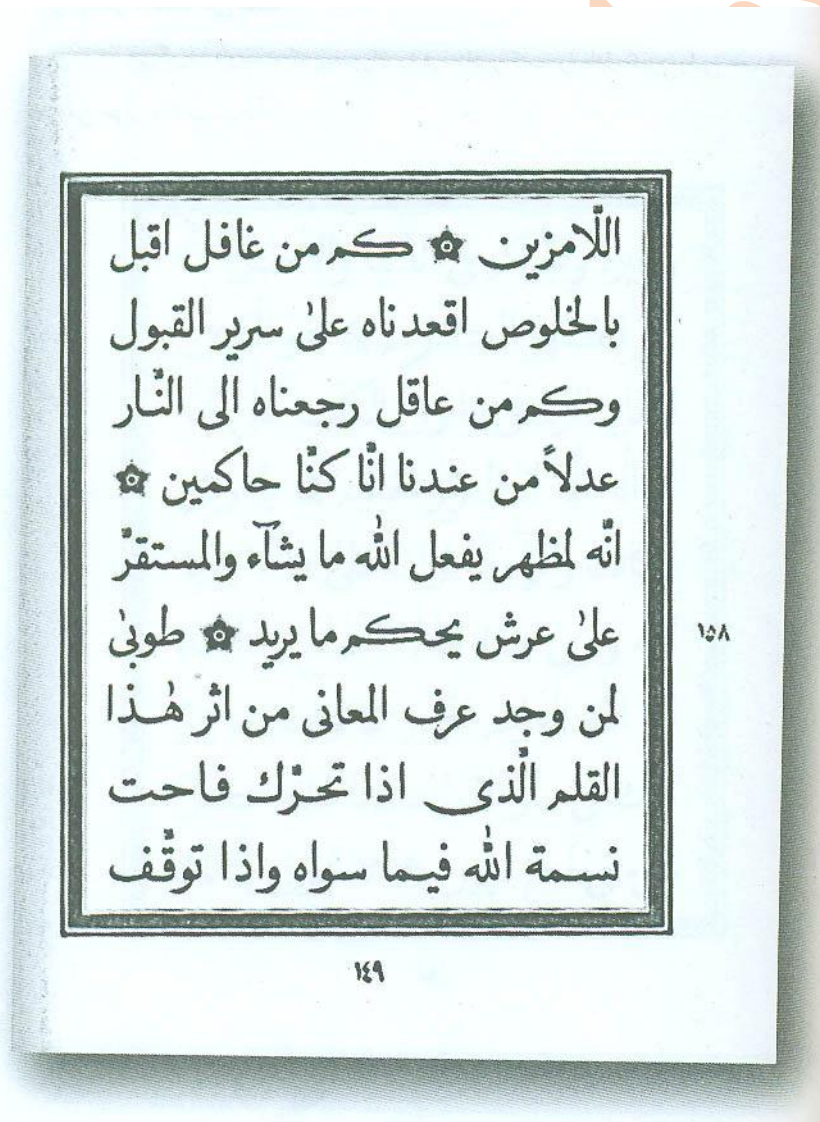 اللّامزين ۞ كم من غافل اقبل
بالخلوص اقعدناه علىٰ سرير القبول
وكم من عاقل رجعناه الى النّار
عدلاً من عندنا انّا كنّا حاكمين ۞
انّه لمظهر يفعل الله ما يشآء والمستقرّ
علىٰ عرش يحكم ما يريد ۞ طوبىٰ
١٥٨
لمن وجد عرف المعانى من اثر هٰذا
القلم الّذى اذا تحرّك فاحت
نسمة الله فيما سواه واذا توقّف
١٤٩